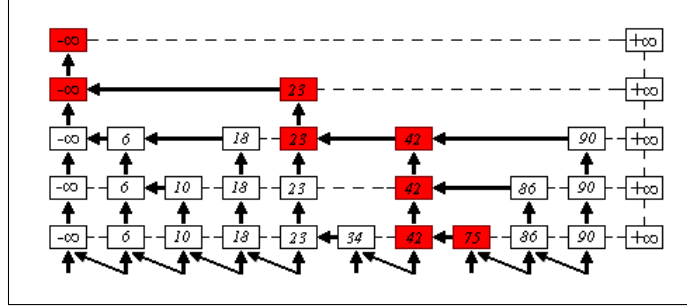 -∞ +∞
-∞ 23 +∞
-∞ 6 18 23 42 90 +∞
-∞ 6 10 18 23 42 86 90 +∞
-∞ 6 10 18 23 34 42 75 86 90 +∞